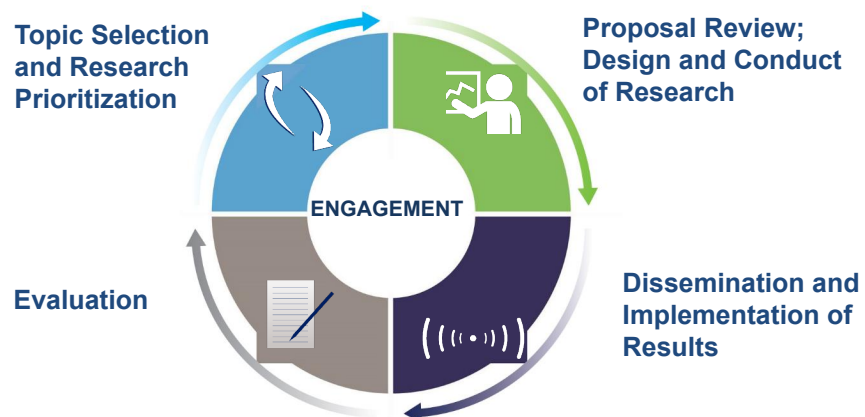 Topic Selection
and Research
Prioritization
Proposal Review;
Design and Conduct
of Research
ENGAGEMENT
Evaluation
Dissemination and
Implementation of
Results